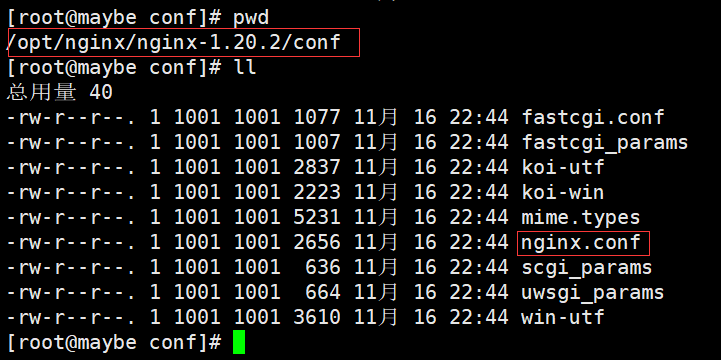 [root@maybe conf]# pwd
/opt/nginx/nginx-1.20.2/conf
[root@maybe conf]# ll
总用量 40
-rw-r--r--. 1 1001 1001 1077 11月 16 22:44 fastcgi.conf
-rw-r--r--. 1 1001 1001 1007 11月 16 22:44 fastcgi_params
-rw-r--r--. 1 1001 1001 2837 11月 16 22:44 koi-utf
-rw-r--r--. 1 1001 1001 2223 11月 16 22:44 koi-win
-rw-r--r--. 1 1001 1001 5231 11月 16 22:44 mime.types
-rw-r--r--. 1 1001 1001 2656 11月 16 22:44 nginx.conf
-rw-r--r--. 1 1001 1001  636 11月 16 22:44 scgi_params
-rw-r--r--. 1 1001 1001  664 11月 16 22:44 uwsgi_params
-rw-r--r--. 1 1001 1001 3610 11月 16 22:44 win-utf
[root@maybe conf]#